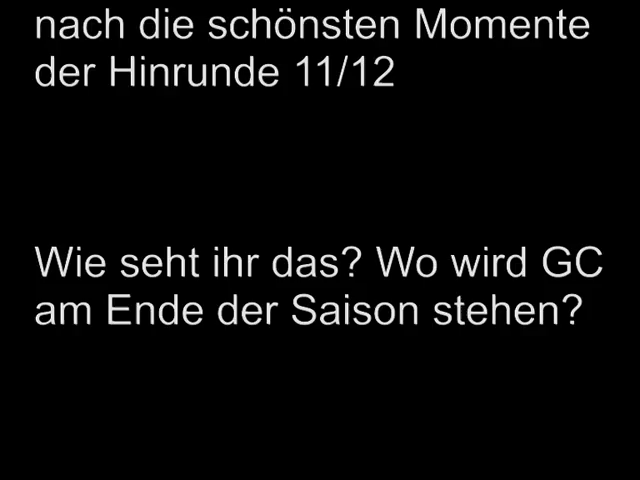 nach die schönsten Momente
der Hinrunde 11/12
Wie seht ihr das? Wo wird GC
am Ende der Saison stehen?